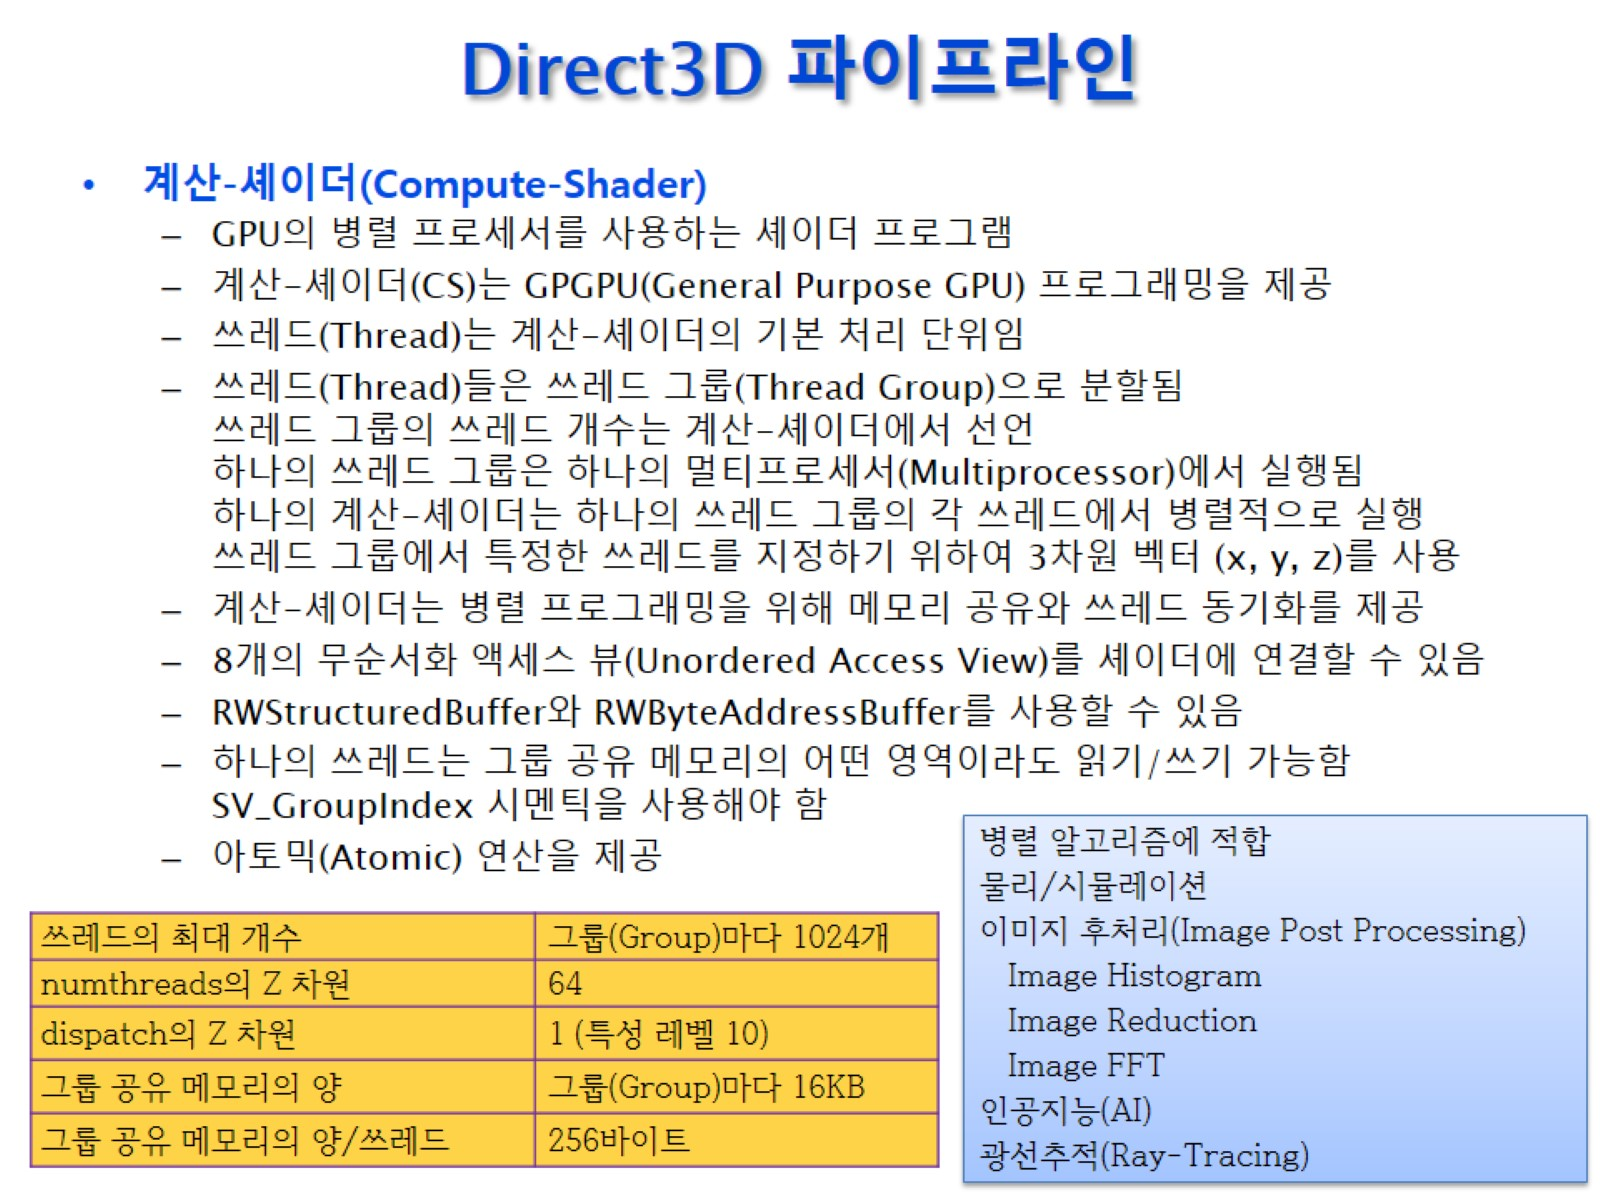 Direct3D 파이프라인
• 계산-셰이더(Compute-Shader)
– GPU의 병렬 프로세서를 사용하는 셰이더 프로그램
– 계산-셰이더(CS)는 GPGPU(General Purpose GPU) 프로그래밍을 제공
– 쓰레드(Thread)는 계산-셰이더의 기본 처리 단위임
– 쓰레드(Thread)들은 쓰레드 그룹(Thread Group)으로 분할됨
쓰레드 그룹의 쓰레드 개수는 계산-셰이더에서 선언
하나의 쓰레드 그룹은 하나의 멀티프로세서(Multiprocessor)에서 실행됨
하나의 계산-셰이더는 하나의 쓰레드 그룹의 각 쓰레드에서 병렬적으로 실행
쓰레드 그룹에서 특정한 쓰레드를 지정하기 위하여 3차원 벡터 (x, y, z)를 사용
– 계산-셰이더는 병렬 프로그래밍을 위해 메모리 공유와 쓰레드 동기화를 제공
– 8개의 무순서화 액세스 뷰(Unordered Access View)를 셰이더에 연결할 수 있음
– RWStructuredBuffer와 RWByteAddressBuffer를 사용할 수 있음
– 하나의 쓰레드는 그룹 공유 메모리의 어떤 영역이라도 읽기/쓰기 가능함
SV_GroupIndex 시멘틱을 사용해야 함
– 아토믹(Atomic) 연산을 제공
쓰레드의 최대 개수 그룹(Group)마다 1024개
numthreads의 Z 차원 64
dispatch의 Z 차원 1 (특성 레벨 10)
그룹 공유 메모리의 양 그룹(Group)마다 16KB
그룹 공유 메모리의 양/쓰레드 256바이트
병렬 알고리즘에 적합
물리/시뮬레이션
이미지 후처리(Image Post Processing)
Image Histogram
Image Reduction
Image FFT
인공지능(AI)
광선추적(Ray-Tracing)